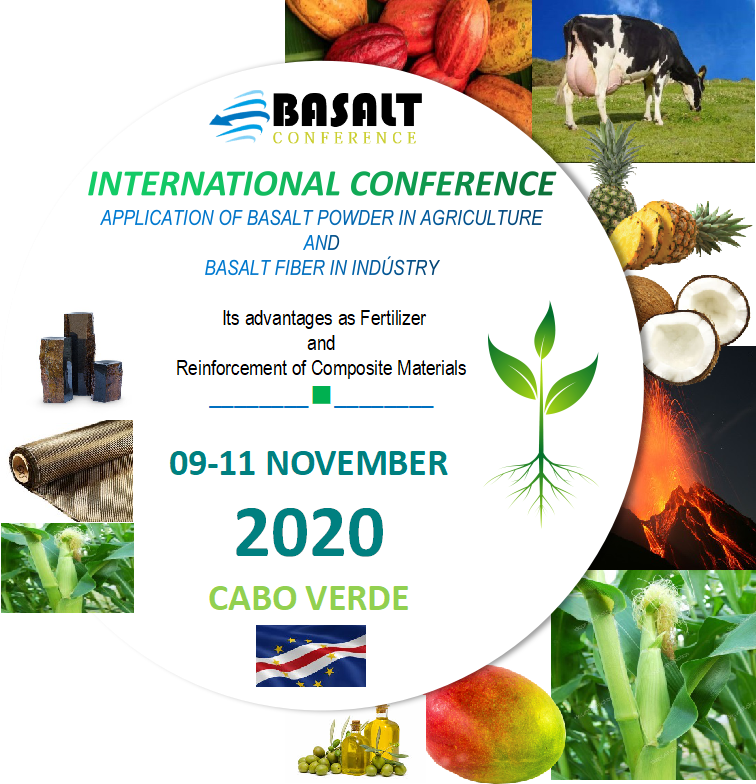 BASALT
CONFERENCE
INTERNATIONAL CONFERENCE
APPLICATION OF BASALT POWDER IN AGRICULTURE
AND
BASALT FIBER IN INDÚSTRY
Its advantages as Fertilizer
and
Reinforcement of Composite Materials
09-11 NOVEMBER
2020
CABO VERDE